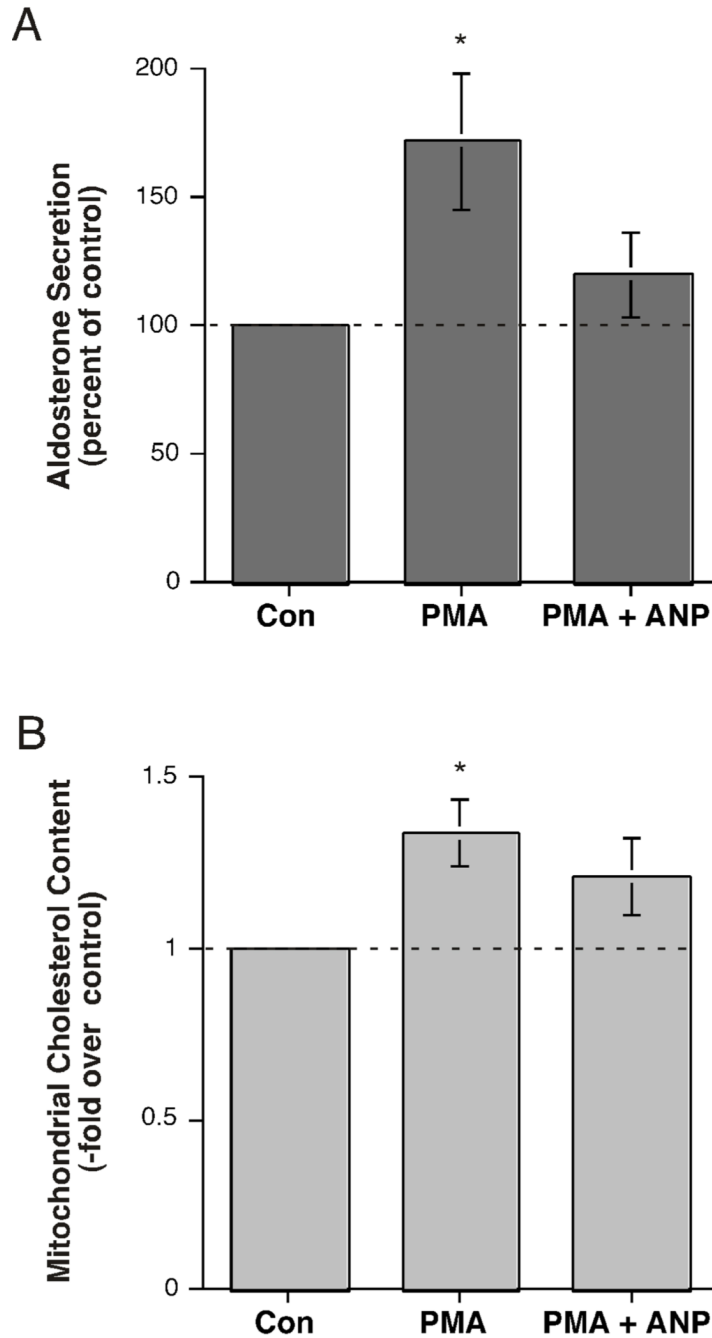 A
*
200
150
100
50
0
Aldosterone Secretion
(percent of control)
Con PMA PMA + ANP
B
*
1.5
1
0.5
0
Mitochondrial Cholesterol Content
(-fold over control)
Con PMA PMA + ANP